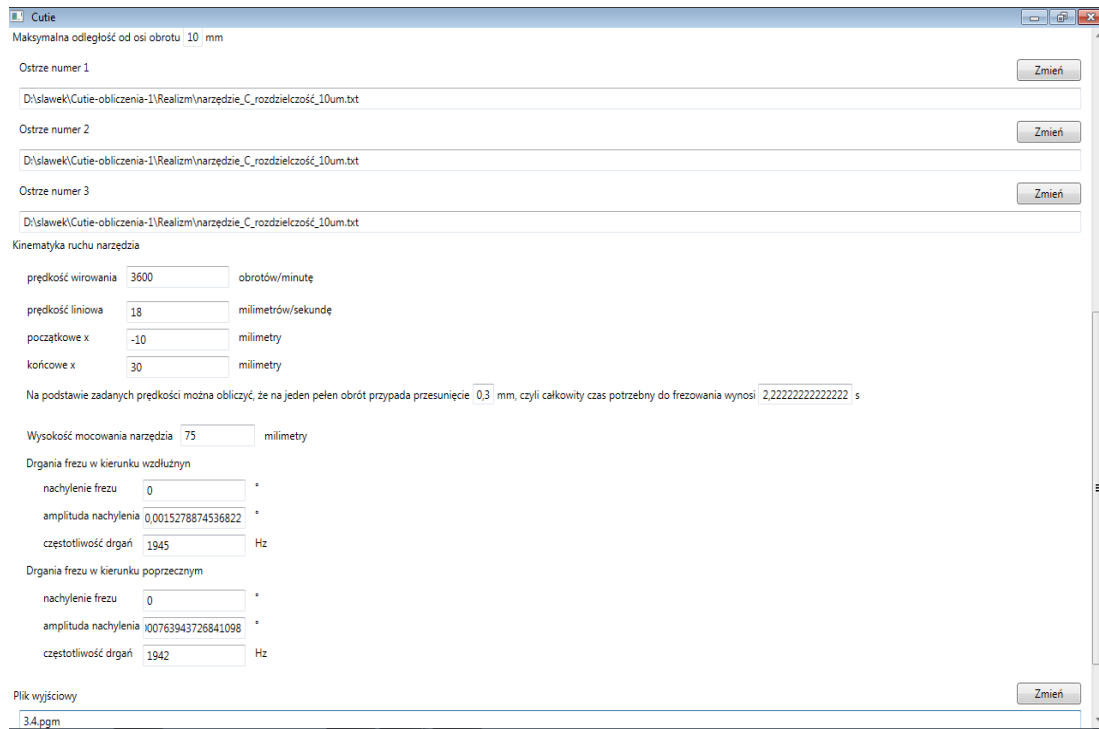 Cutie
Maksymalna odległość od osi obrotu 10 mm
Ostrze numer 1
Zmień
D:\slawek\Cutie-obliczenia-1\Realizm\narzędzie_C_rozdzielczość_10um.txt
Ostrze numer 2
Zmień
D:\slawek\Cutie-obliczenia-1\Realizm\narzędzie_C_rozdzielczość_10um.txt
Ostrze numer 3
Zmień
D:\slawek\Cutie-obliczenia-1\Realizm\narzędzie_C_rozdzielczość_10um.txt
Kinematyka ruchu narzędzia
prędkość wirowania 3600 obrotów/minutę
prędkość liniowa 18 milimetrów/sekundę
początkowe x -10 milimetry
końcowe x 30 milimetry
Na podstawie zadanych prędkości można obliczyć, że na jeden pełen obrót przypada przesunięcie 0,3 mm, czyli całkowity czas potrzebny do frezowania wynosi 2,22222222222222 s
Wysokość mocowania narzędzia 75 milimetry
Drgania frezu w kierunku wzdłużnyn
nachylenie frezu 0 °
amplituda nachylenia 0,0015278874536822 °
częstotliwość drgań 1945 Hz
Drgania frezu w kierunku poprzecznym
nachylenie frezu 0 °
amplituda nachylenia 00763943726841098 °
częstotliwość drgań 1942 Hz
Plik wyjściowy
Zmień
3.4.pgm